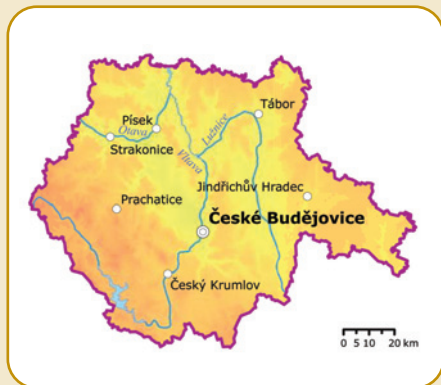 Tábor
Písek
Otava
Lužnice
Strakonice
Vltava
Jindřichův Hradec
Prachatice
České Budějovice
Český Krumlov
0 5 10 20 km